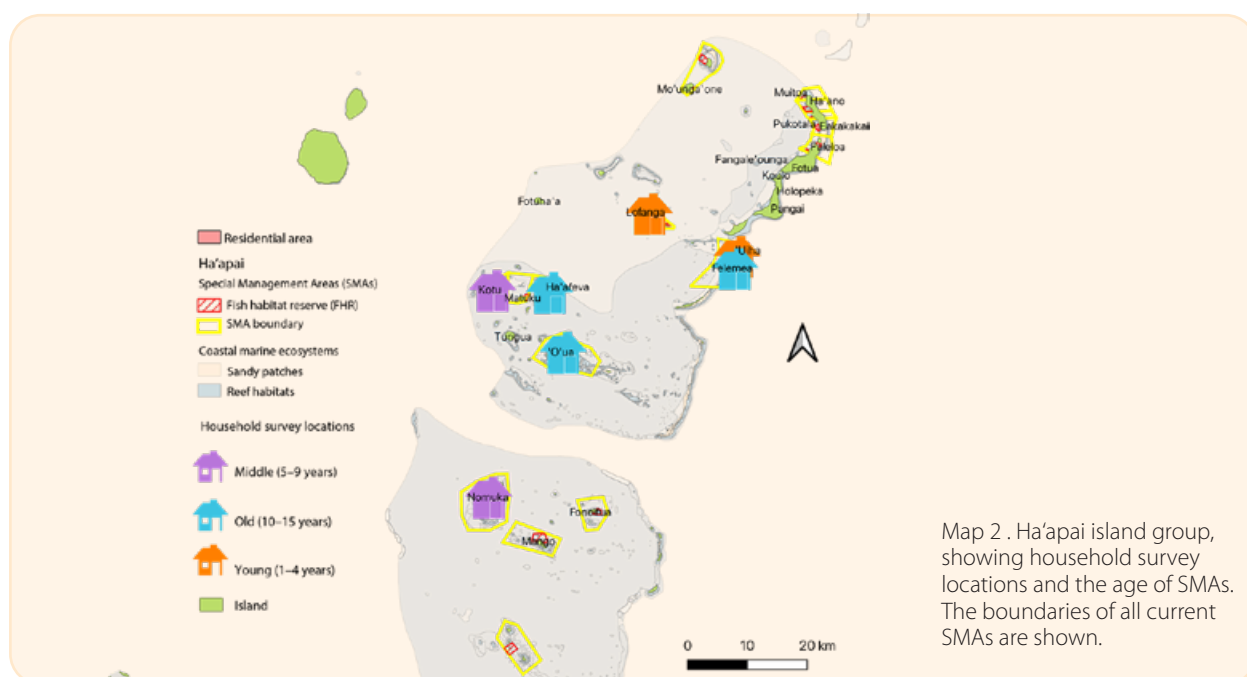 Mo'unga'one
Muitoa
Ha'ano
Pukotala
Fakakakai
Paleloa
Fangale'ounga
Fotua
Koulo
Holopeka
Pangai
Fotuha'a
Lofanga
'Uiha
Felemea
Kotu
Matuku
Ha'afeva
Tungua
'O'ua
Nomuka
Fonoifua
Mango
Residential area
Ha'apai
Special Management Areas (SMAs)
Fish habitat reserve (FHR)
SMA boundary
Coastal marine ecosystems
Sandy patches
Reef habitats
Household survey locations
Middle (5–9 years)
Old (10–15 years)
Young (1–4 years)
Island
0 10 20 km
Map 2 . Ha‘apai island group,
showing household survey
locations and the age of SMAs.
The boundaries of all current
SMAs are shown.